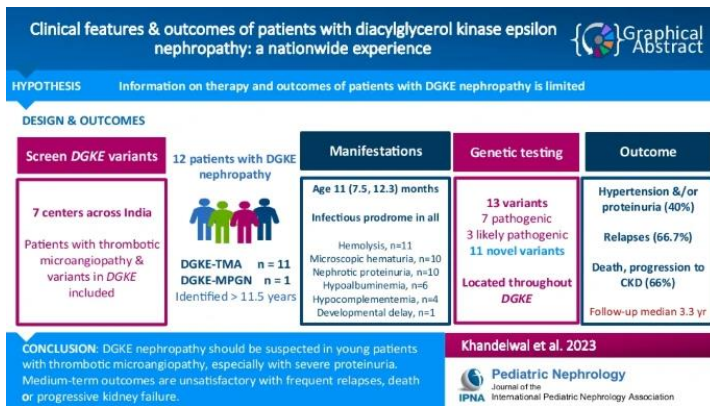 Clinical features & outcomes of patients with diacylglycerol kinase epsilon
nephropathy: a nationwide experience
Graphical
Abstract
HYPOTHESIS
Information on therapy and outcomes of patients with DGKE nephropathy is limited
DESIGN & OUTCOMES
Screen DGKE variants
7 centers across India
Patients with thrombotic
microangiopathy &
variants in DGKE
included
12 patients with DGKE
nephropathy
DGKE-TMA n = 11
DGKE-MPGN n = 1
Identified > 11.5 years
Manifestations
Age 11 (7.5, 12.3) months
Infectious prodrome in all
Hemolysis, n=11
Microscopic hematuria, n=10
Nephrotic proteinuria, n=10
Hypoalbuminemia, n=6
Hypocomplementemia, n=4
Developmental delay, n=1
Genetic testing
13 variants
7 pathogenic
3 likely pathogenic
11 novel variants
Located throughout
DGKE
Outcome
Hypertension &/or
proteinuria (40%)
Relapses (66.7%)
Death, progression to
CKD (66%)
Follow-up median 3.3 yr
CONCLUSION: DGKE nephropathy should be suspected in young patients
with thrombotic microangiopathy, especially with severe proteinuria.
Medium-term outcomes are unsatisfactory with frequent relapses, death
or progressive kidney failure.
Khandelwal et al. 2023
Pediatric Nephrology
Journal of the
IPNA International Pediatric Nephrology Association